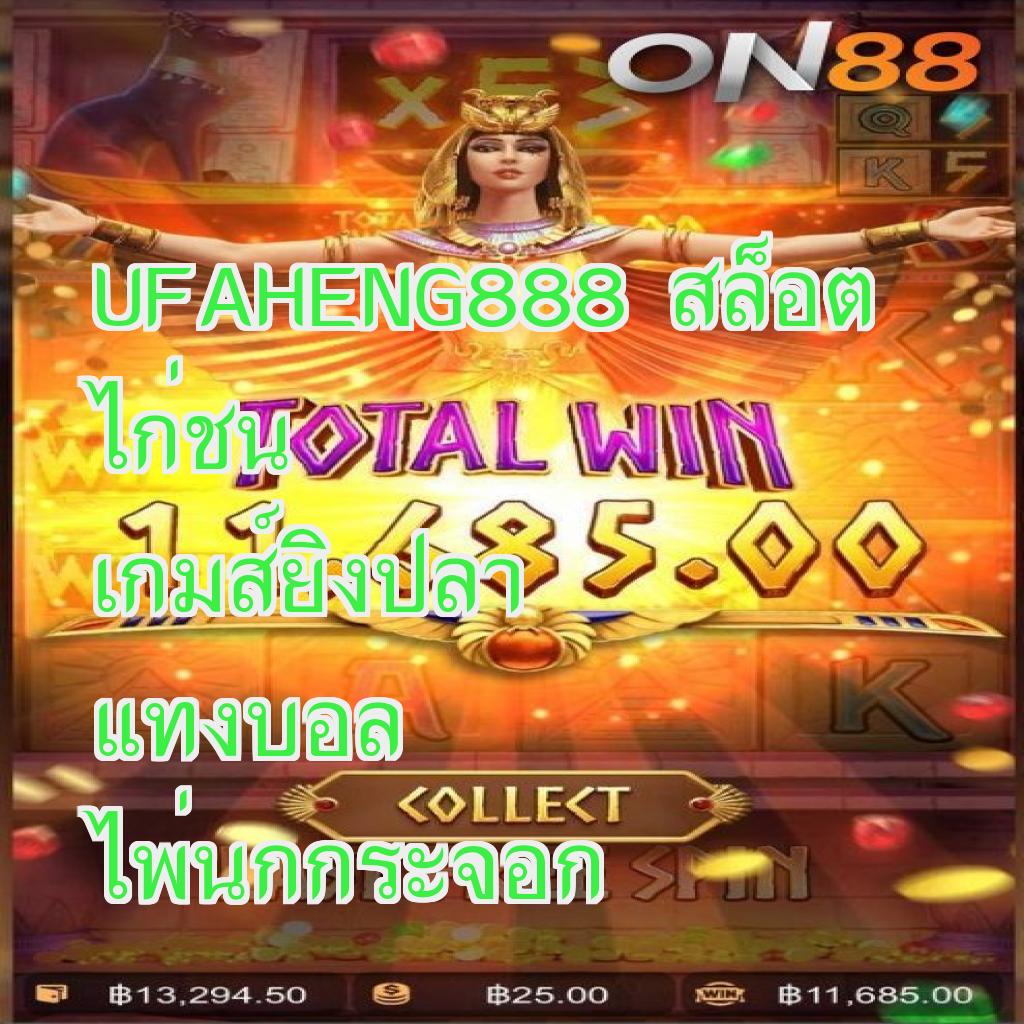 ON88
x53
Q
K 5
UFAHENG888 สล็อต
ไก่ชน
TOTAL WIN
11,685.00
เกมส์ยิงปลา
A K
แทงบอล
COLLECT
ไพ่นกกระจอก
SPIN
฿13,294.50 ฿25.00 WIN ฿11,685.00